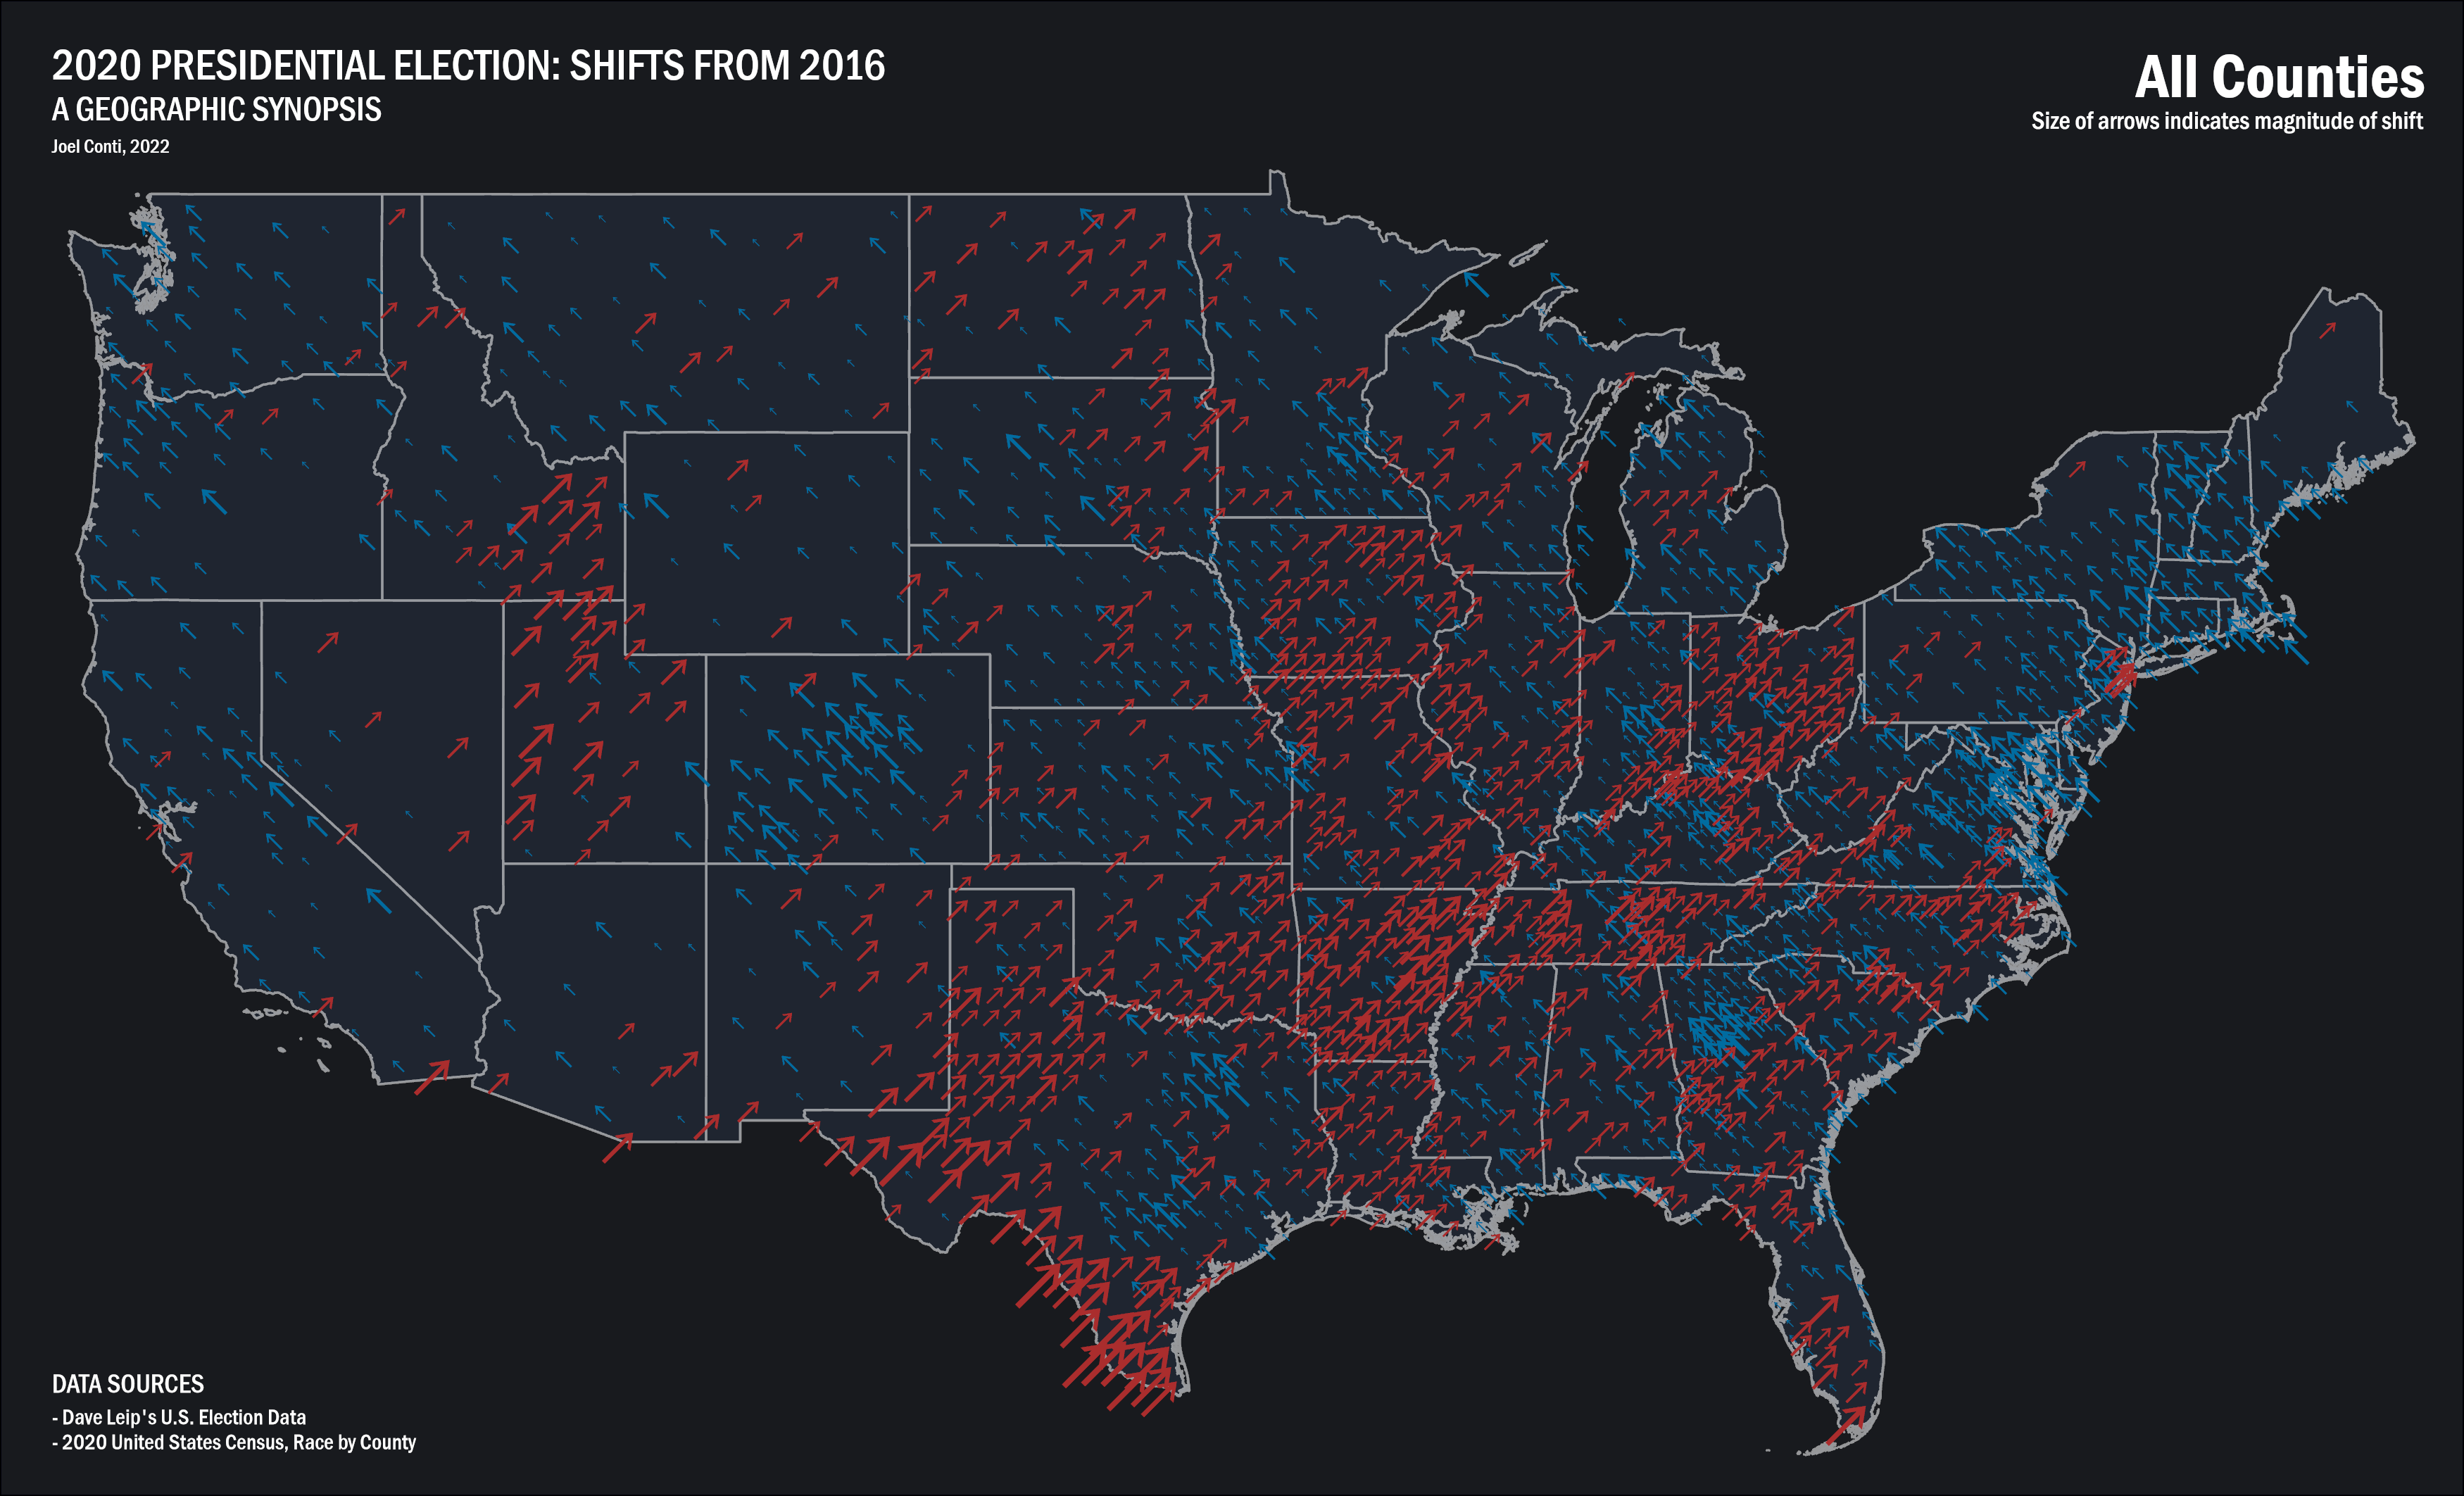 2020 PRESIDENTIAL ELECTION: SHIFTS FROM 2016
A GEOGRAPHIC SYNOPSIS
Joel Conti, 2022
All Counties
Size of arrows indicates magnitude of shift
DATA SOURCES
- Dave Leip's U.S. Election Data
- 2020 United States Census, Race by County